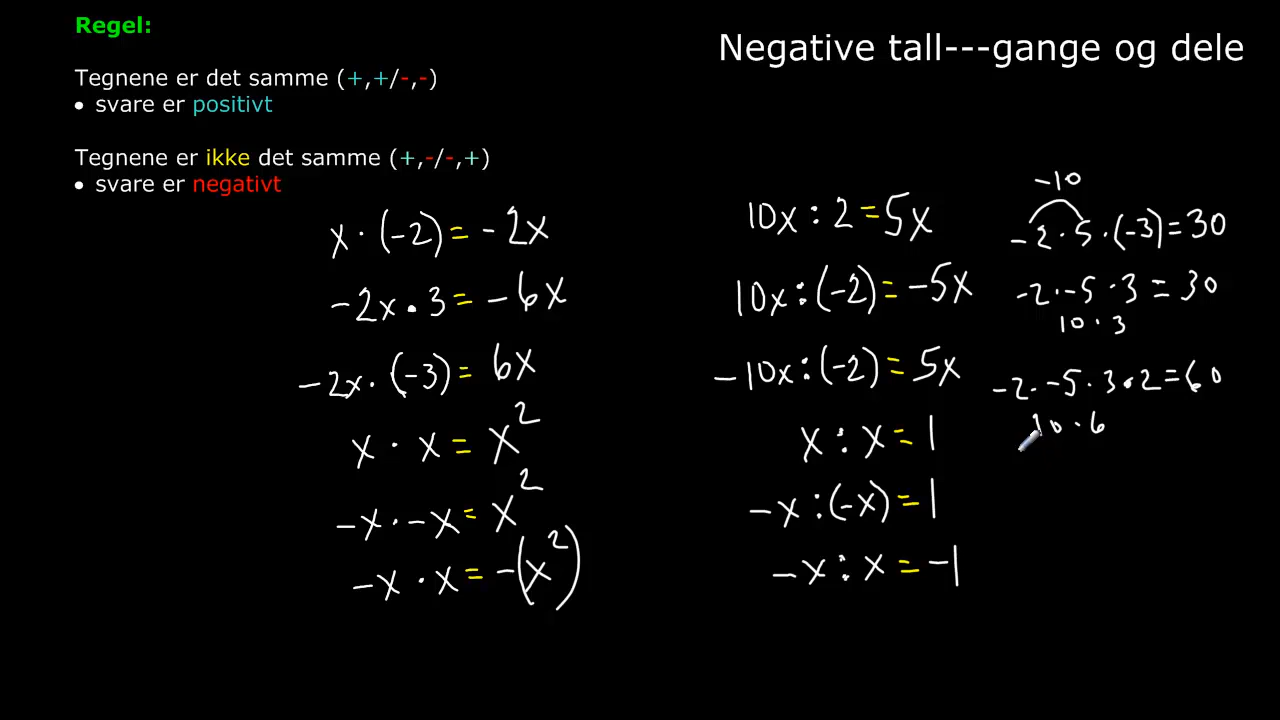 Regel:
Negative tall---gange og dele
Tegnene er det samme (+,+/-,-)
• svare er positivt
Tegnene er ikke det samme (+,-/-,+)
• svare er negativt
x · (-2) = -2x
-2x · 3 = -6x
-2x · (-3) = 6x
x · x = x²
-x · -x = x²
-x · x = -(x²)
10x : 2 = 5x
10x : (-2) = -5x
-10x : (-2) = 5x
x : x = 1
-x : (-x) = 1
-x : x = -1
-10
-2 · 5 · (-3) = 30
-2 · -5 · 3 = 30
10 · 3
-2 · -5 · 3 · 2 = 60
10 · 6